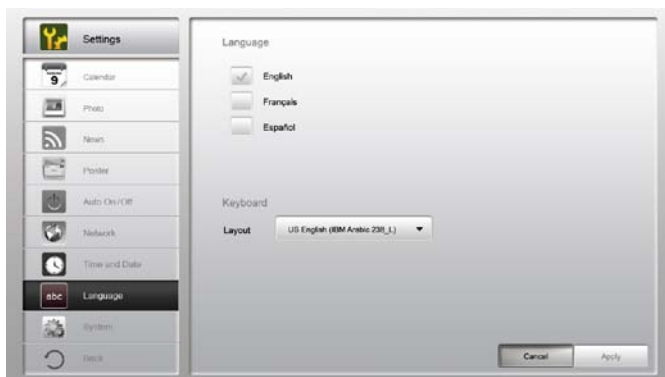 Settings
9
Calendar
Photo
News
Poster
Auto On/Off
Network
Time and Date
abc
Language
System
Back
Language
English
Français
Español
Keyboard
Layout US English (IBM Arabic 238_L)
Cancel Apply